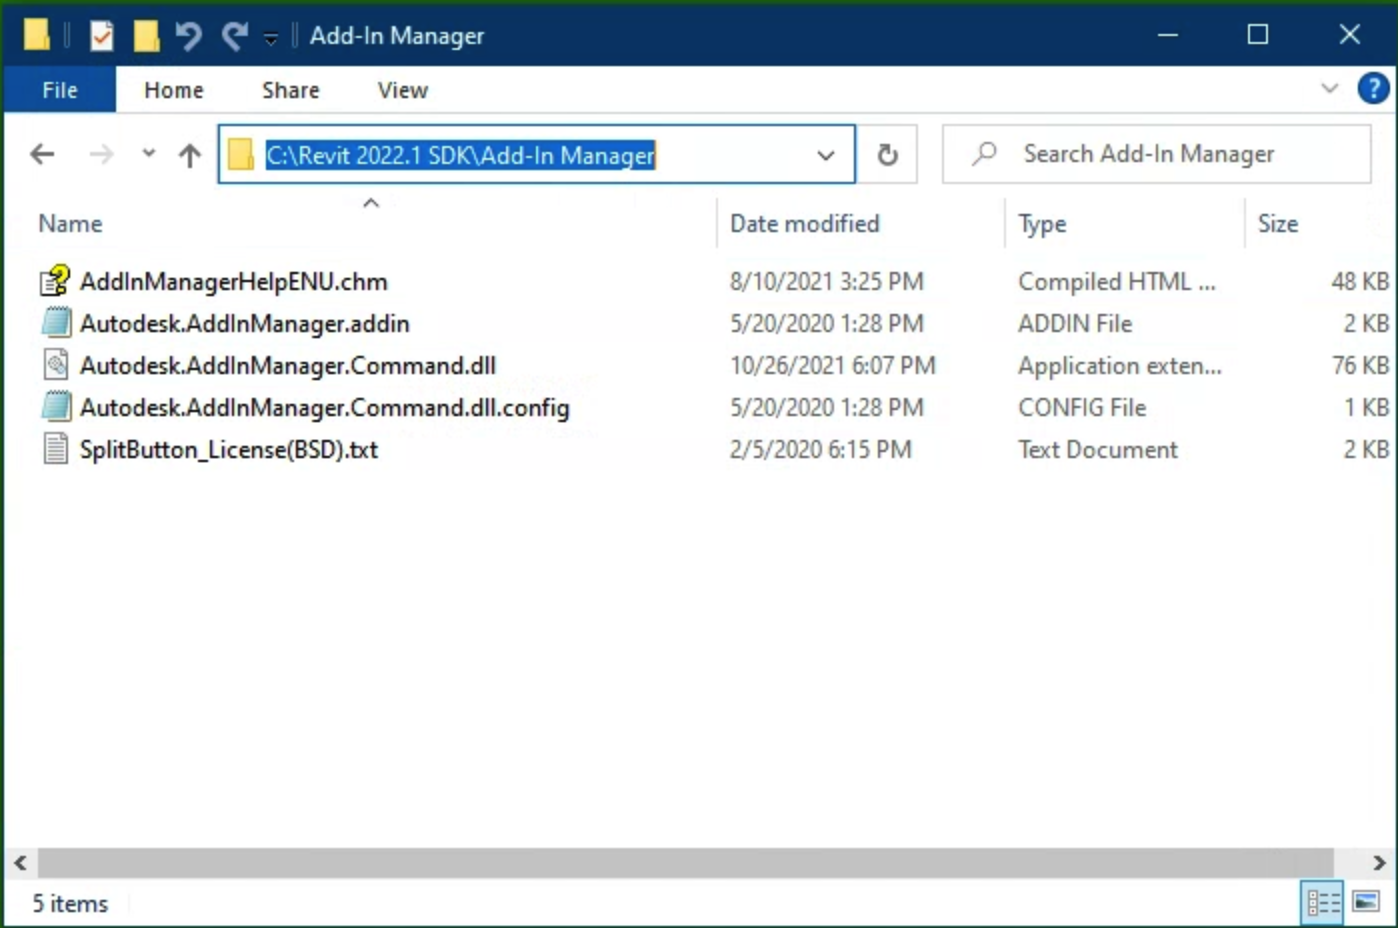 Add-In Manager
File Home Share View
?
C:\Revit 2022.1 SDK\Add-In Manager
Search Add-In Manager
Name Date modified Type Size
AddInManagerHelpENU.chm 8/10/2021 3:25 PM Compiled HTML ... 48 KB
Autodesk.AddInManager.addin 5/20/2020 1:28 PM ADDIN File 2 KB
Autodesk.AddInManager.Command.dll 10/26/2021 6:07 PM Application exten... 76 KB
Autodesk.AddInManager.Command.dll.config 5/20/2020 1:28 PM CONFIG File 1 KB
SplitButton_License(BSD).txt 2/5/2020 6:15 PM Text Document 2 KB
5 items